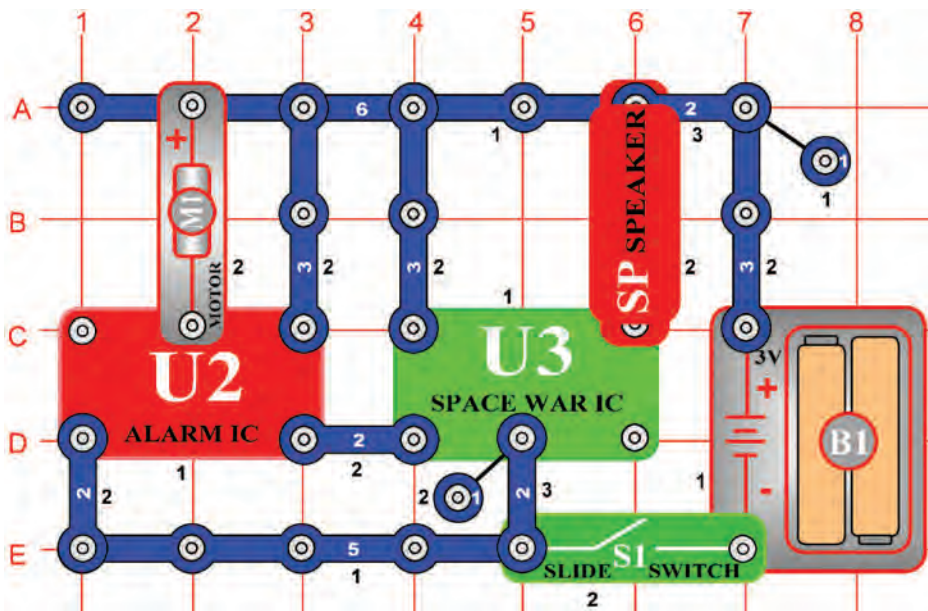 1 2 3 4 5 6 7 8
A 6 2
1 3
1
1
+
M1
SPEAKER
B
MOTOR 2 3 2 3 2 1 2 3 2
SP
C
U2 U3 3V
+
SPACE WAR IC
ALARM IC
D 2 B1
1 2
2 2 2 1 2 3 1 -
E 5 S1
SLIDE SWITCH
1 2